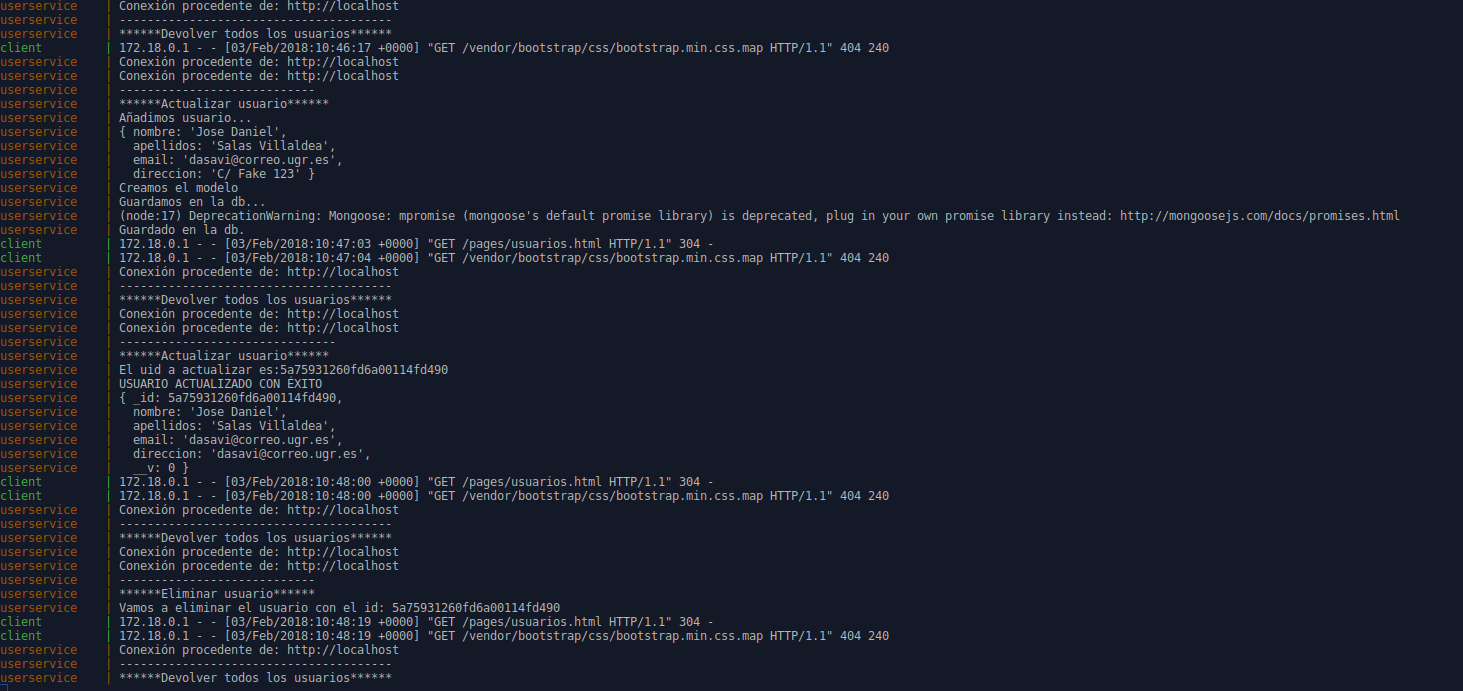 userservice | Conexión procedente de: http://localhost
userservice | ---------------------------------------
userservice | ******Devolver todos los usuarios******
client | 172.18.0.1 - - [03/Feb/2018:10:46:17 +0000] "GET /vendor/bootstrap/css/bootstrap.min.css.map HTTP/1.1" 404 240
userservice | Conexión procedente de: http://localhost
userservice | Conexión procedente de: http://localhost
userservice | ----------------------------
userservice | ******Actualizar usuario******
userservice | Añadimos usuario...
userservice | { nombre: 'Jose Daniel',
userservice |   apellidos: 'Salas Villaldea',
userservice |   email: 'dasavi@correo.ugr.es',
userservice |   direccion: 'C/ Fake 123' }
userservice | Creamos el modelo
userservice | Guardamos en la db...
userservice | (node:17) DeprecationWarning: Mongoose: mpromise (mongoose's default promise library) is deprecated, plug in your own promise library instead: http://mongoosejs.com/docs/promises.html
userservice | Guardado en la db.
client | 172.18.0.1 - - [03/Feb/2018:10:47:03 +0000] "GET /pages/usuarios.html HTTP/1.1" 304 -
client | 172.18.0.1 - - [03/Feb/2018:10:47:04 +0000] "GET /vendor/bootstrap/css/bootstrap.min.css.map HTTP/1.1" 404 240
userservice | Conexión procedente de: http://localhost
userservice | ---------------------------------------
userservice | ******Devolver todos los usuarios******
userservice | Conexión procedente de: http://localhost
userservice | Conexión procedente de: http://localhost
userservice | -------------------------------
userservice | ******Actualizar usuario******
userservice | El uid a actualizar es:5a75931260fd6a00114fd490
userservice | USUARIO ACTUALIZADO CON ÉXITO
userservice | { _id: 5a75931260fd6a00114fd490,
userservice |   nombre: 'Jose Daniel',
userservice |   apellidos: 'Salas Villaldea',
userservice |   email: 'dasavi@correo.ugr.es',
userservice |   direccion: 'dasavi@correo.ugr.es',
userservice |   __v: 0 }
client | 172.18.0.1 - - [03/Feb/2018:10:48:00 +0000] "GET /pages/usuarios.html HTTP/1.1" 304 -
client | 172.18.0.1 - - [03/Feb/2018:10:48:00 +0000] "GET /vendor/bootstrap/css/bootstrap.min.css.map HTTP/1.1" 404 240
userservice | Conexión procedente de: http://localhost
userservice | ---------------------------------------
userservice | ******Devolver todos los usuarios******
userservice | Conexión procedente de: http://localhost
userservice | Conexión procedente de: http://localhost
userservice | ----------------------------
userservice | ******Eliminar usuario******
userservice | Vamos a eliminar el usuario con el id: 5a75931260fd6a00114fd490
client | 172.18.0.1 - - [03/Feb/2018:10:48:19 +0000] "GET /pages/usuarios.html HTTP/1.1" 304 -
client | 172.18.0.1 - - [03/Feb/2018:10:48:19 +0000] "GET /vendor/bootstrap/css/bootstrap.min.css.map HTTP/1.1" 404 240
userservice | Conexión procedente de: http://localhost
userservice | ---------------------------------------
userservice | ******Devolver todos los usuarios******